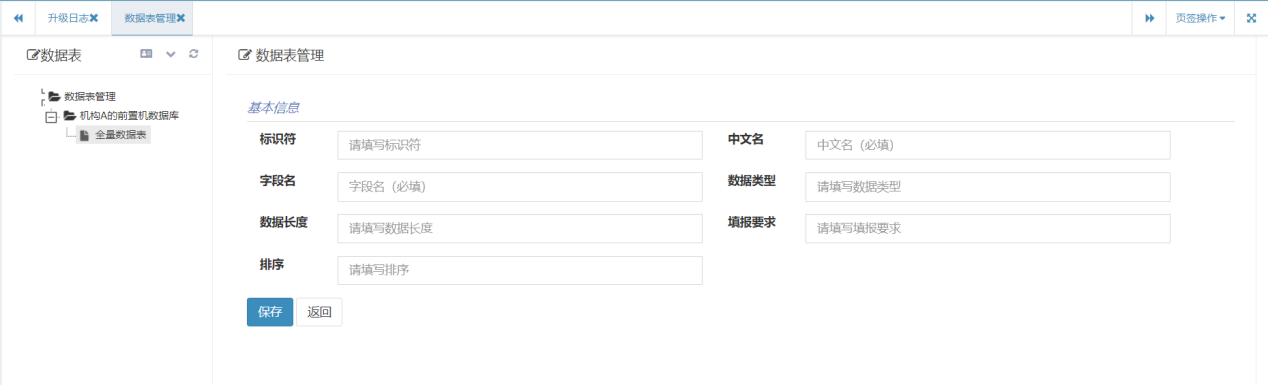 升级日志
数据表管理
页签操作
数据表
数据表管理
数据表管理
机构A的前置机数据库
全量数据表
基本信息
标识符 请填写标识符 中文名 中文名（必填）
字段名 字段名（必填） 数据类型 请填写数据类型
数据长度 请填写数据长度 填报要求 请填写填报要求
排序 请填写排序
保存 返回